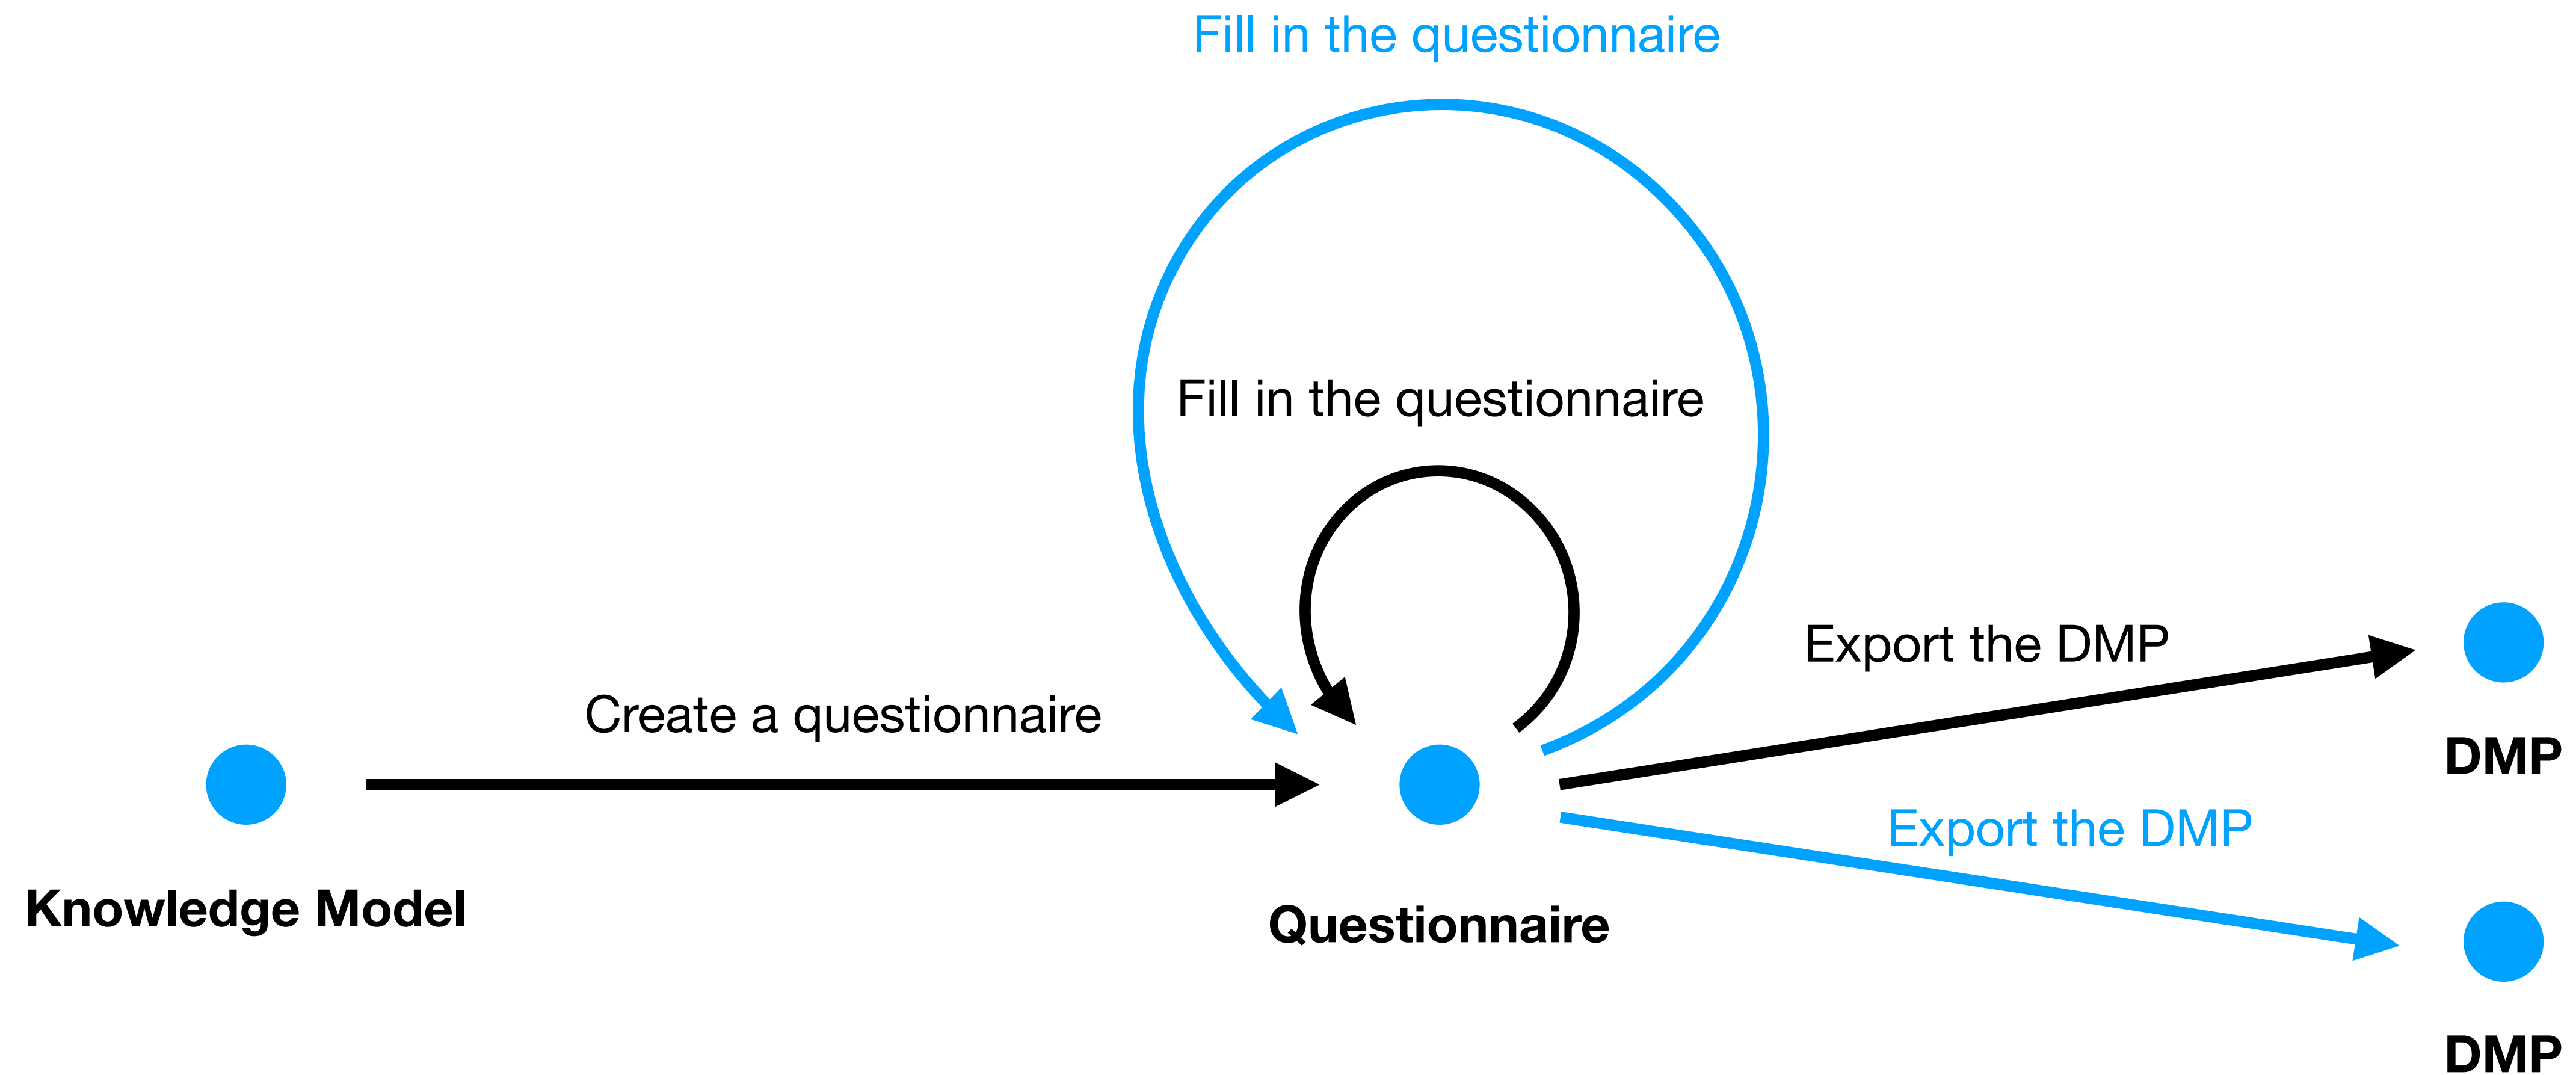 Fill in the questionnaire
Fill in the questionnaire
Create a questionnaire
Export the DMP
DMP
Export the DMP
Knowledge Model
Questionnaire
DMP